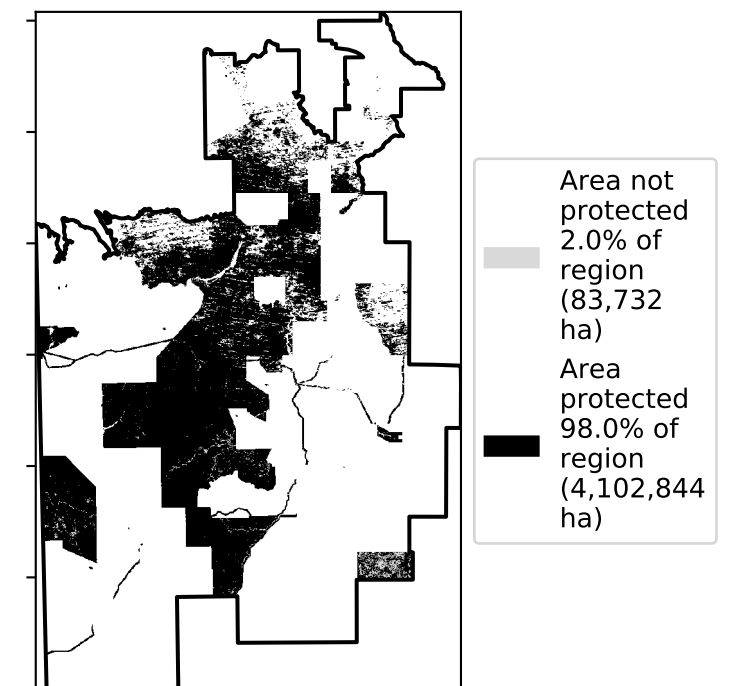 Area not
protected
2.0% of
region
(83,732
ha)
Area
protected
98.0% of
region
(4,102,844
ha)